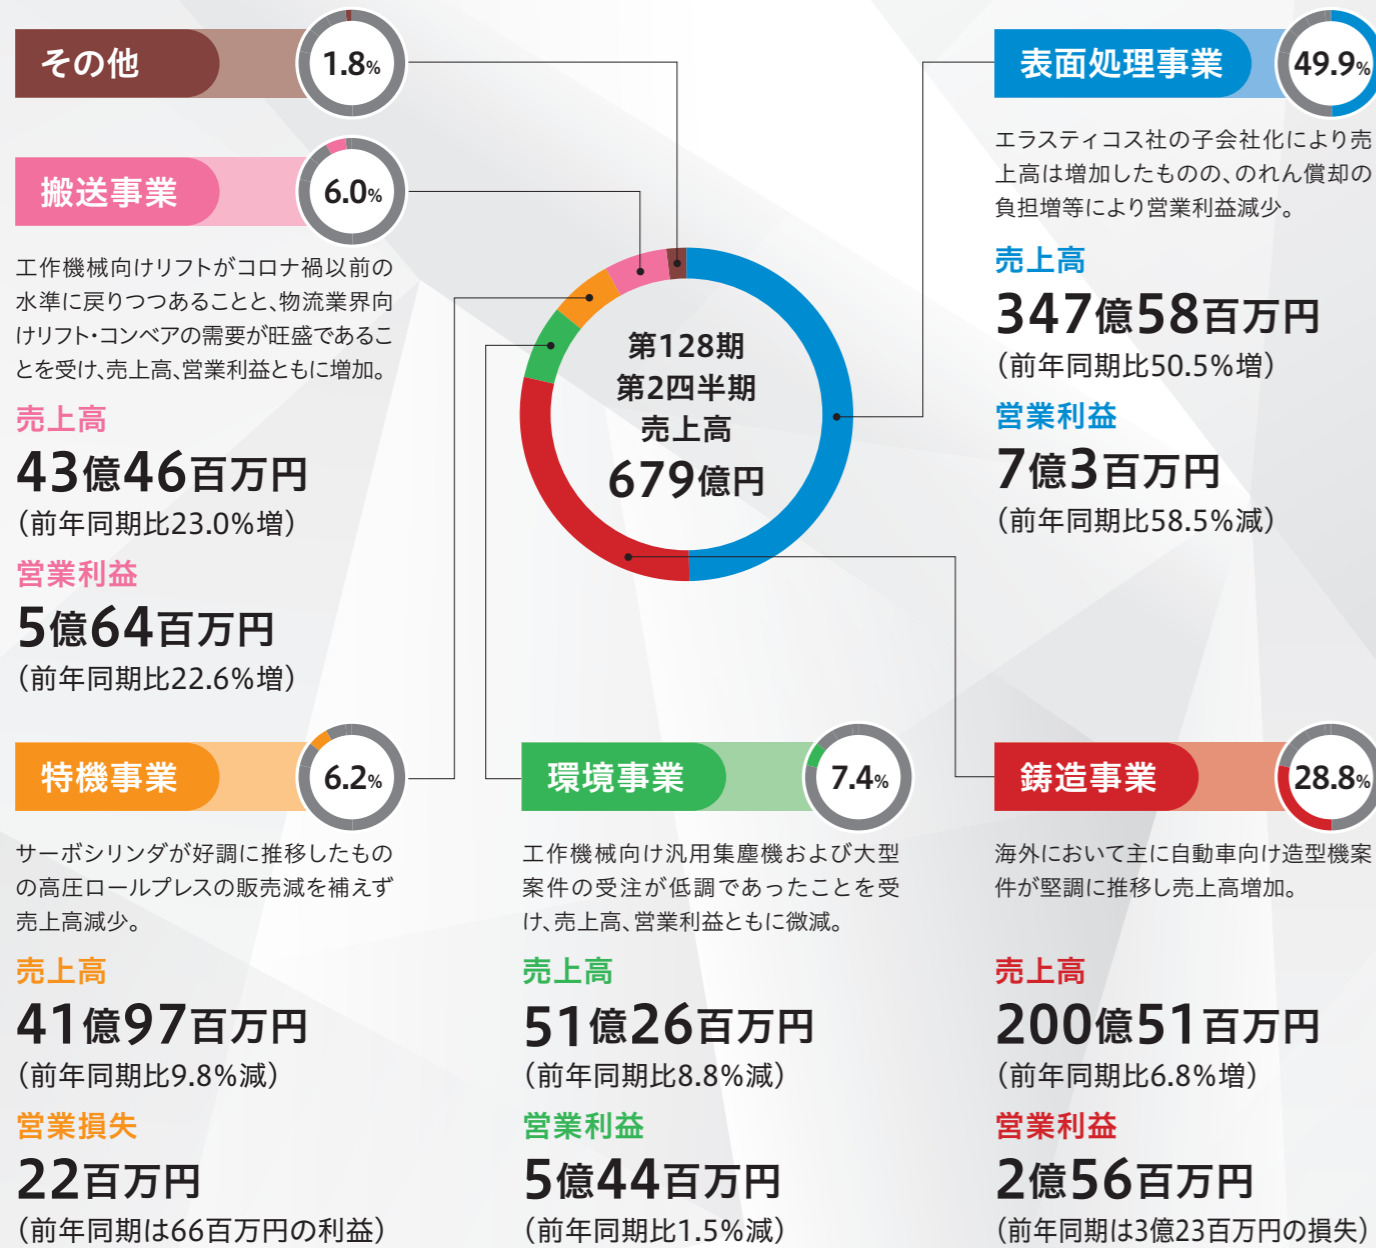 その他
1.8%
搬送事業
6.0%
工作機械向けリフトがコロナ禍以前の
水準に戻りつつあることと、物流業界向
けリフト・コンベアの需要が旺盛であるこ
とを受け、売上高、営業利益ともに増加。
売上高
43億46百万円
(前年同期比23.0%増)
営業利益
5億64百万円
(前年同期比22.6%増)
第128期
第2四半期
売上高
679億円
表面処理事業
49.9%
エラスティコス社の子会社化により売
上高は増加したものの、のれん償却の
負担増等により営業利益減少。
売上高
347億58百万円
(前年同期比50.5%増)
営業利益
7億3百万円
(前年同期比58.5%減)
特機事業
6.2%
サーボシリンダが好調に推移したもの
の高圧ロールプレスの販売減を補えず
売上高減少。
売上高
41億97百万円
(前年同期比9.8%減)
営業損失
22百万円
(前年同期は66百万円の利益)
環境事業
7.4%
工作機械向け汎用集塵機および大型
案件の受注が低調であったことを受
け、売上高、営業利益ともに微減。
売上高
51億26百万円
(前年同期比8.8%減)
営業利益
5億44百万円
(前年同期比1.5%減)
鋳造事業
28.8%
海外において主に自動車向け造型機案
件が堅調に推移し売上高増加。
売上高
200億51百万円
(前年同期比6.8%増)
営業利益
2億56百万円
(前年同期は3億23百万円の損失)